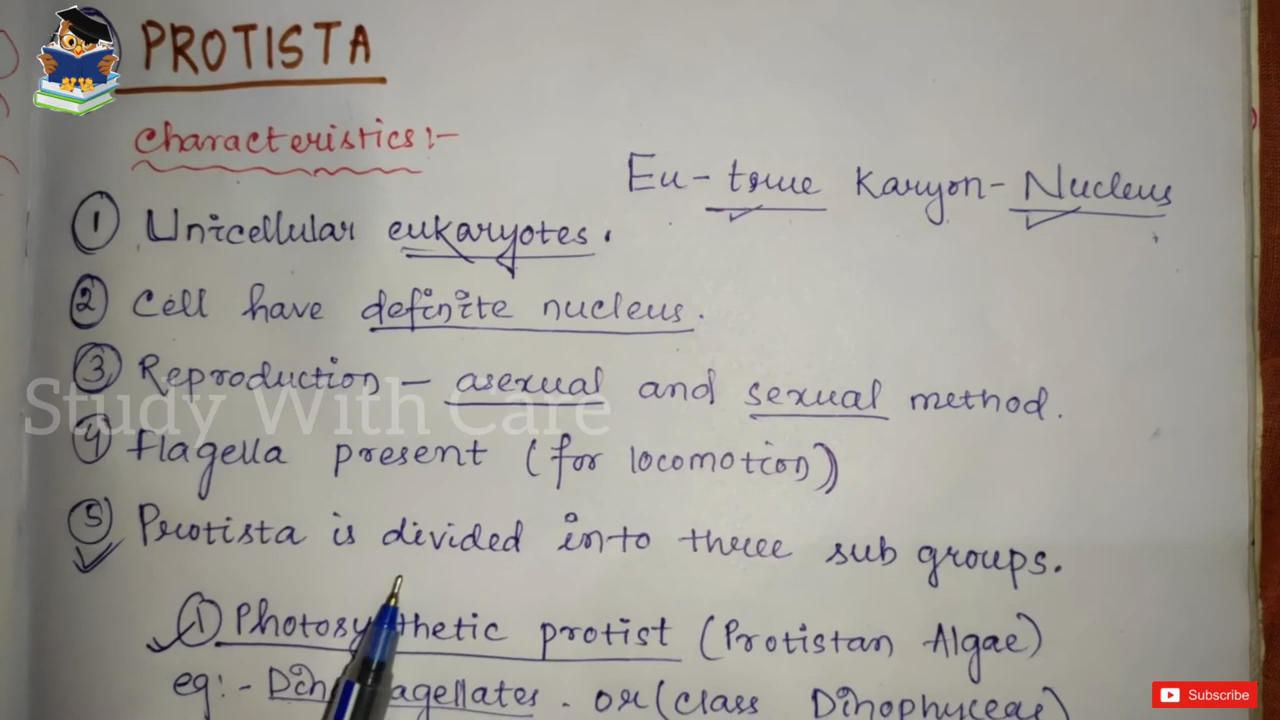 PROTISTA
Characteristics:-
Eu- true Karyon- Nucleus
① Unicellular eukaryotes.
② Cell have definite nucleus.
③ Reproduction - asexual and sexual method.
Study With Care
④ Flagella present (for locomotion)
⑤ Protista is divided into three sub groups.
① Photosynthetic protist (Protistan Algae)
eg:- Dinoflagellates. or (class Dinophyceae)
Subscribe